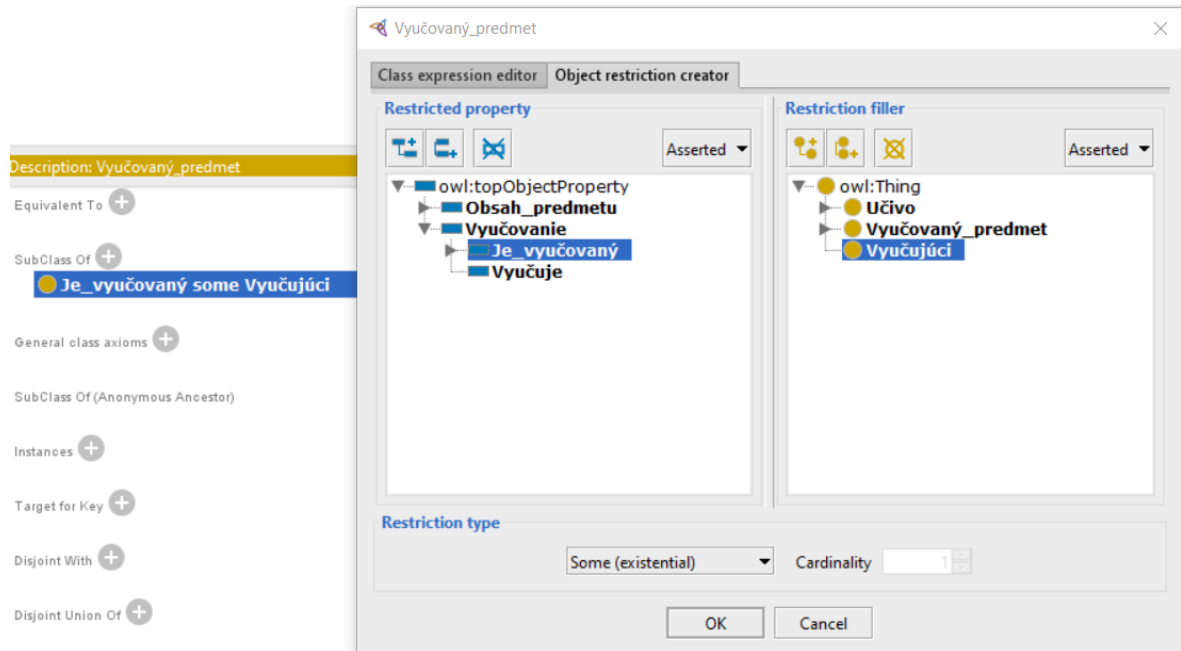 Description: Vyučovaný_predmet
Equivalent To
SubClass Of
Je_vyučovaný some Vyučujúci
General class axioms
SubClass Of (Anonymous Ancestor)
Instances
Target for Key
Disjoint With
Disjoint Union Of
Vyučovaný_predmet
Class expression editor Object restriction creator
Restricted property
Asserted
owl:topObjectProperty
Obsah_predmetu
Vyučovanie
Je_vyučovaný
Vyučuje
Restriction filler
Asserted
owl:Thing
Učivo
Vyučovaný_predmet
Vyučujúci
Restriction type
Some (existential) Cardinality 1
OK Cancel